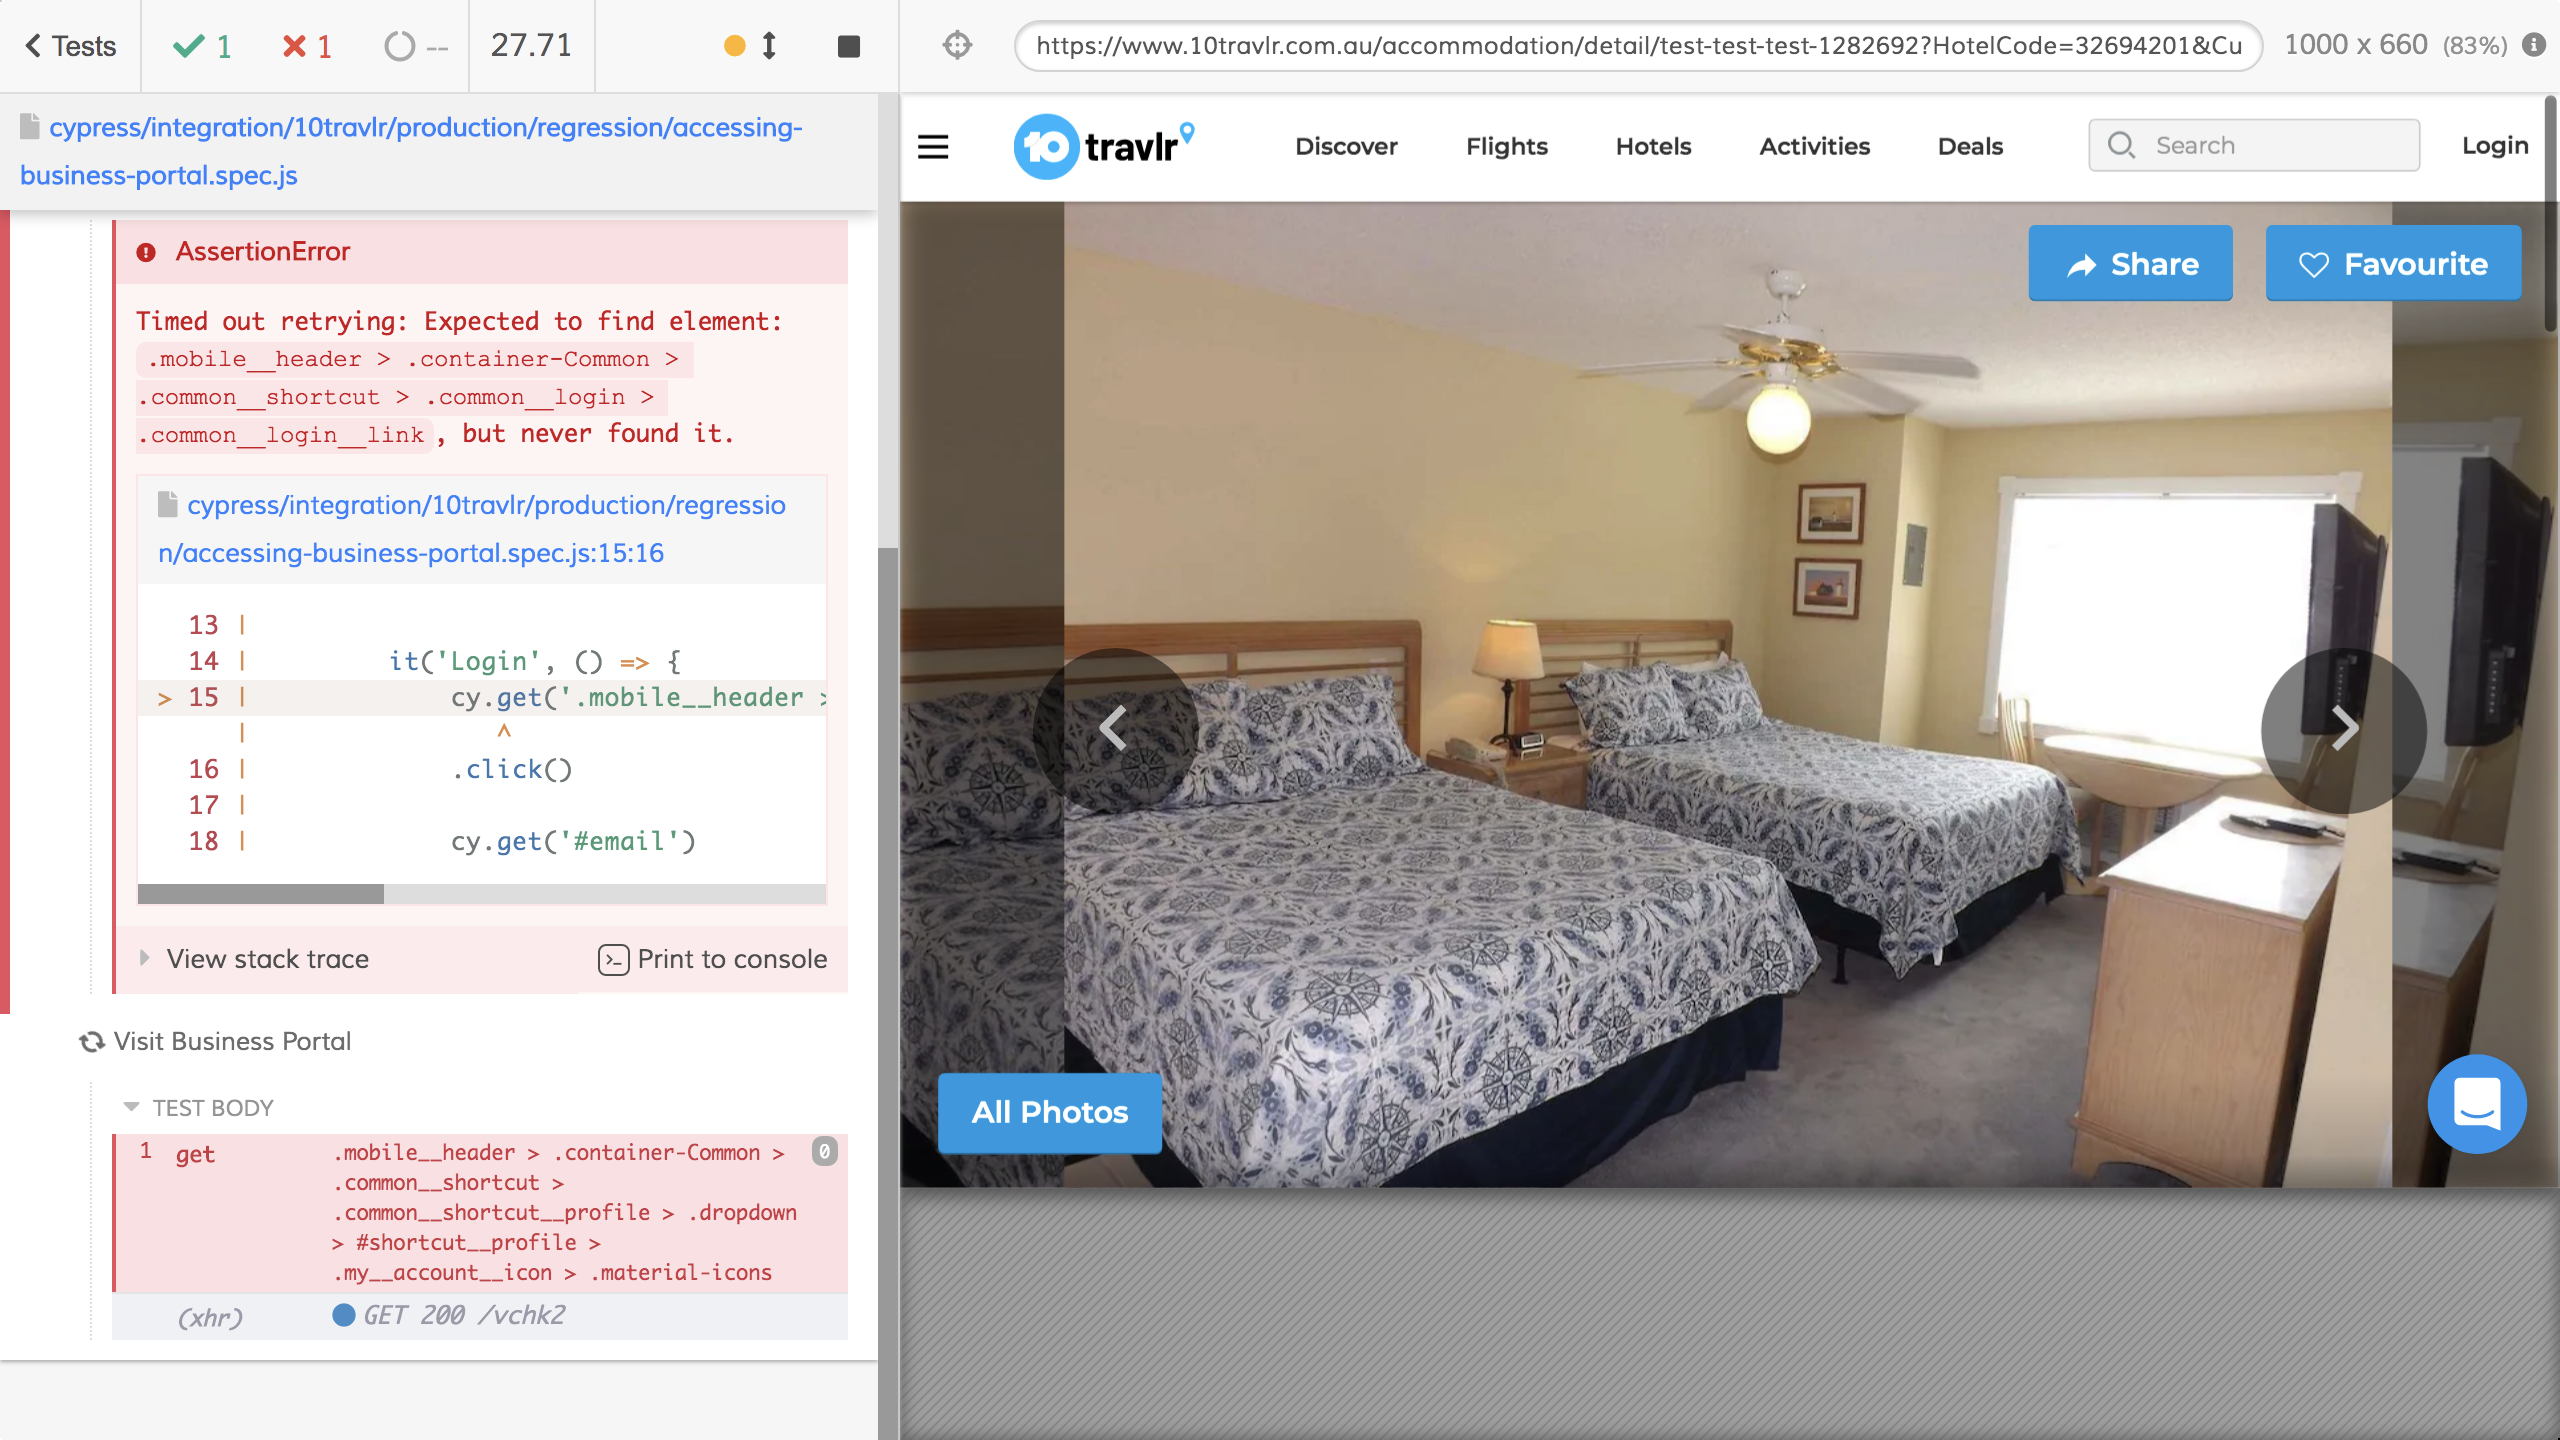 Tests
1
1
--
27.71
https://www.10travlr.com.au/accommodation/detail/test-test-test-1282692?HotelCode=32694201&Cu
1000 x 660 (83%)
cypress/integration/10travlr/production/regression/accessing-
business-portal.spec.js
AssertionError
Timed out retrying: Expected to find element:
.mobile__header > .container-Common >
.common__shortcut > .common__login >
.common__login__link, but never found it.
cypress/integration/10travlr/production/regressio
n/accessing-business-portal.spec.js:15:16
13 |
14 | it('Login', () => {
> 15 | cy.get('.mobile__header >
| ^
16 | .click()
17 |
18 | cy.get('#email')
View stack trace
Print to console
Visit Business Portal
TEST BODY
1 get .mobile__header > .container-Common > 0
.common__shortcut >
.common__shortcut__profile > .dropdown
> #shortcut__profile >
.my__account__icon > .material-icons
(xhr) GET 200 /vchk2
10 travlr
Discover
Flights
Hotels
Activities
Deals
Search
Login
Share
Favourite
All Photos